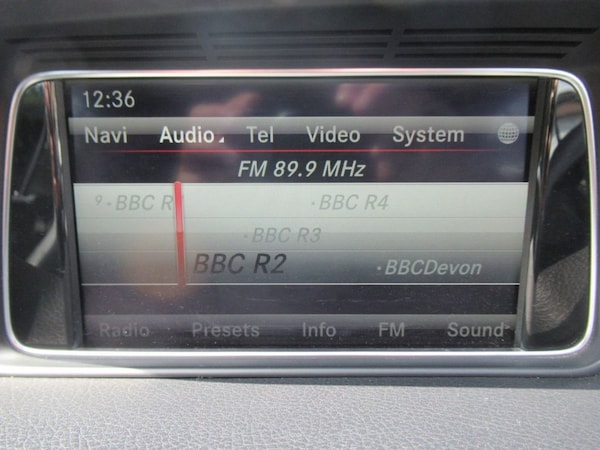 12:36
Navi Audio Tel Video System
FM 89.9 MHz
9 • BBC R • BBC R4
• BBC R3
BBC R2 • BBCDevon
Radio Presets Info FM Sound